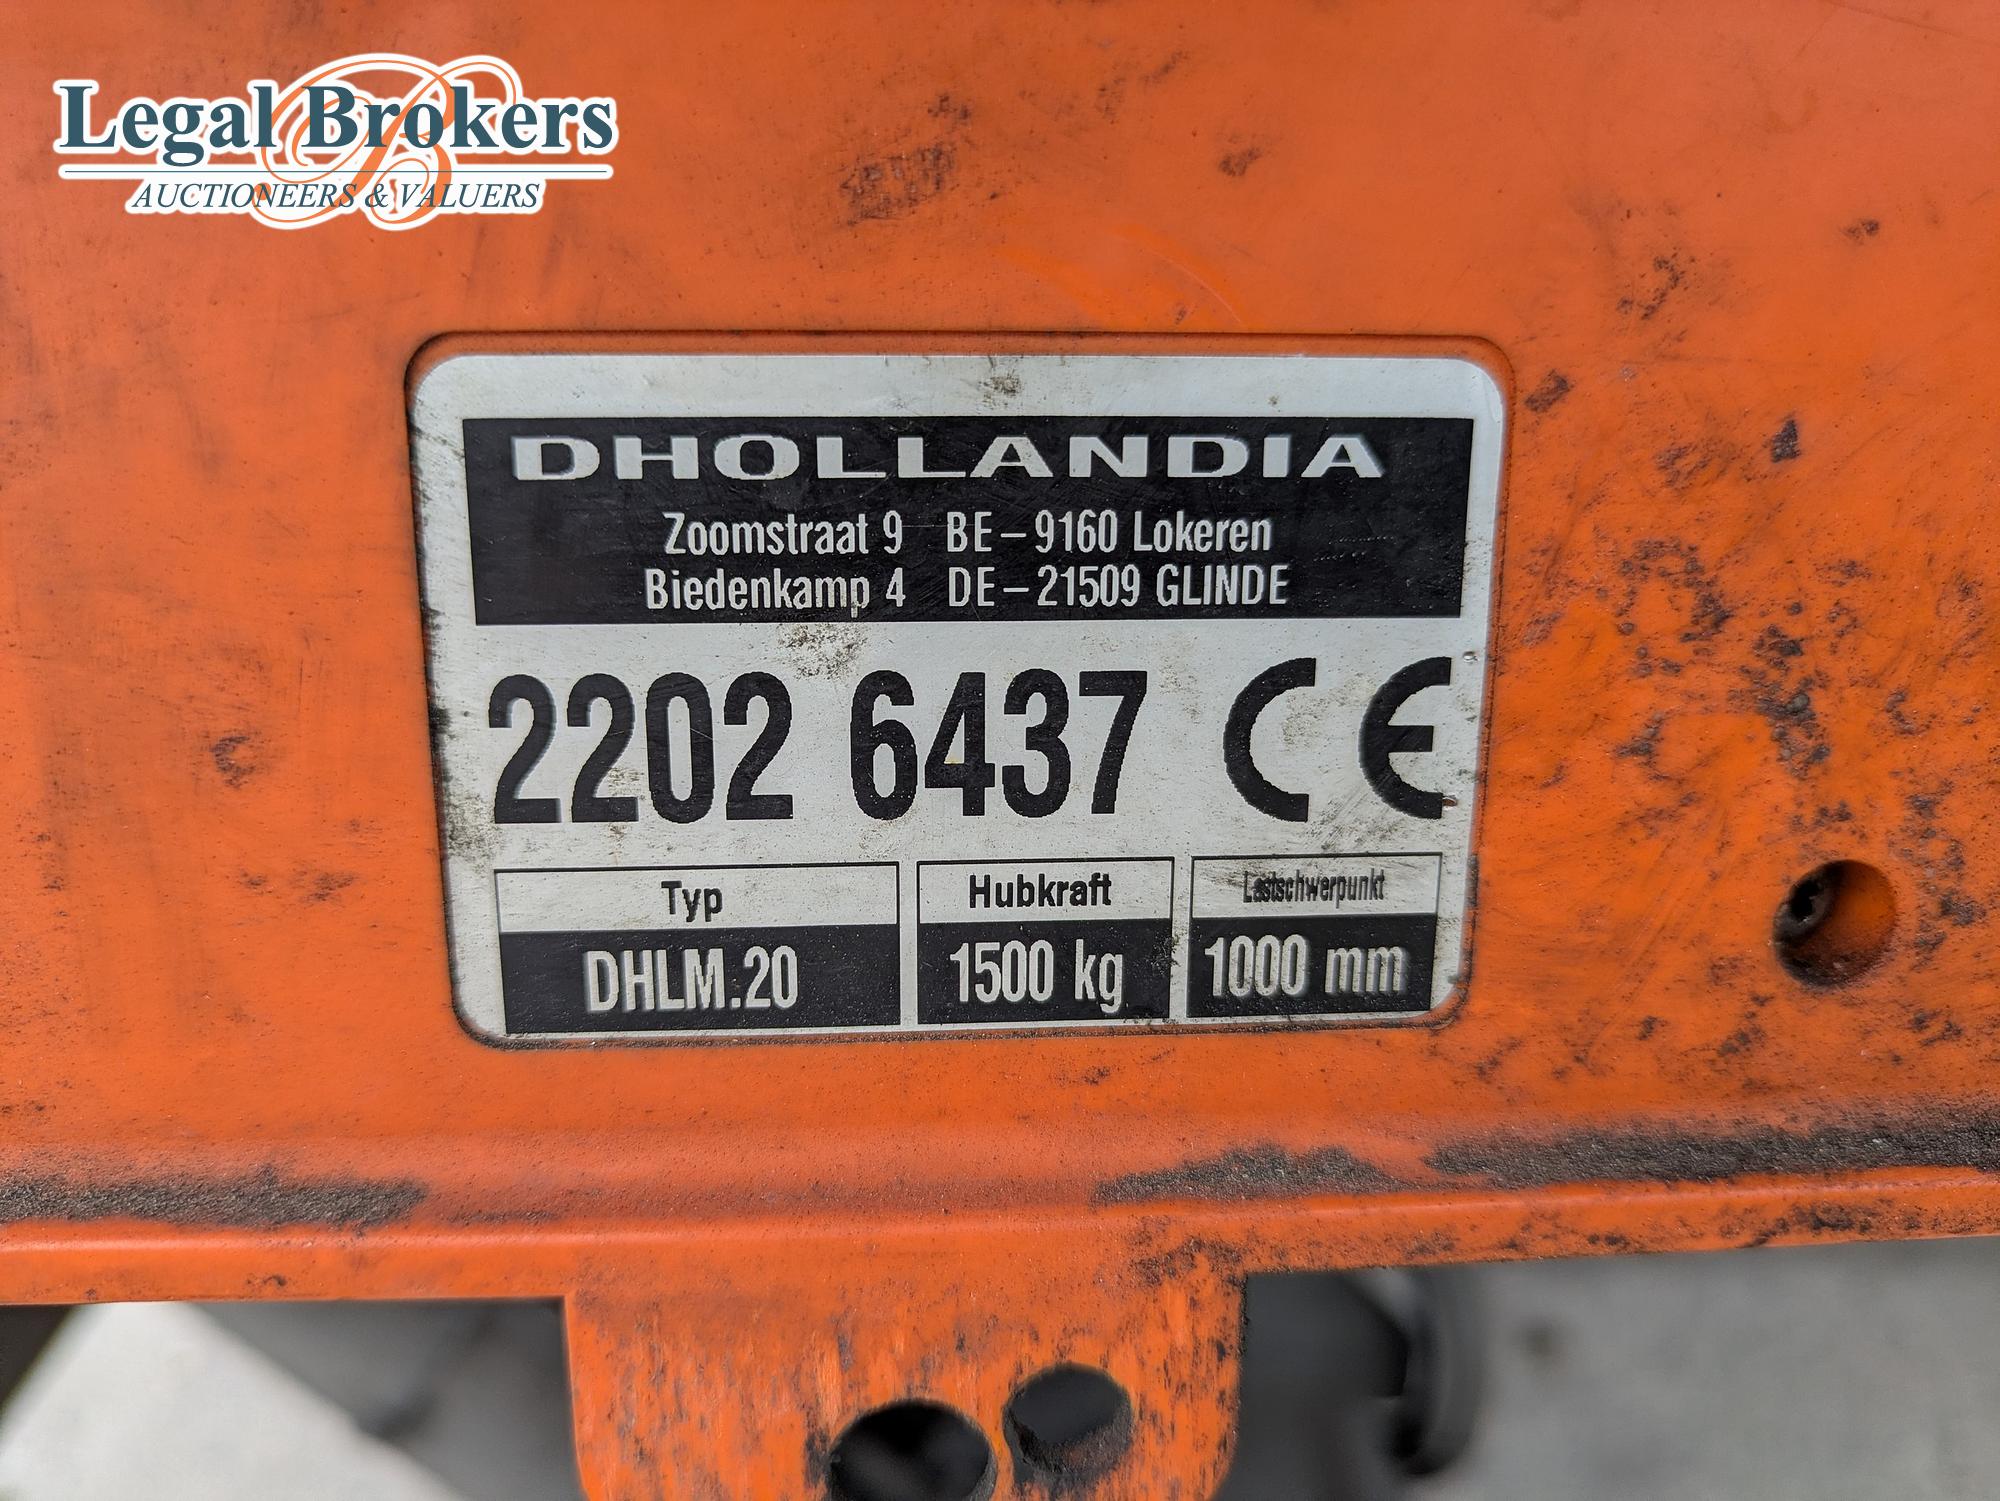 Legal Brokers
AUCTIONEERS & VALUERS
DHOLLANDIA
Zoomstraat 9 BE–9160 Lokeren
Biedenkamp 4 DE–21509 GLINDE
2202 6437 CE
Typ Hubkraft Lastschwerpunkt
DHLM.20 1500 kg 1000 mm